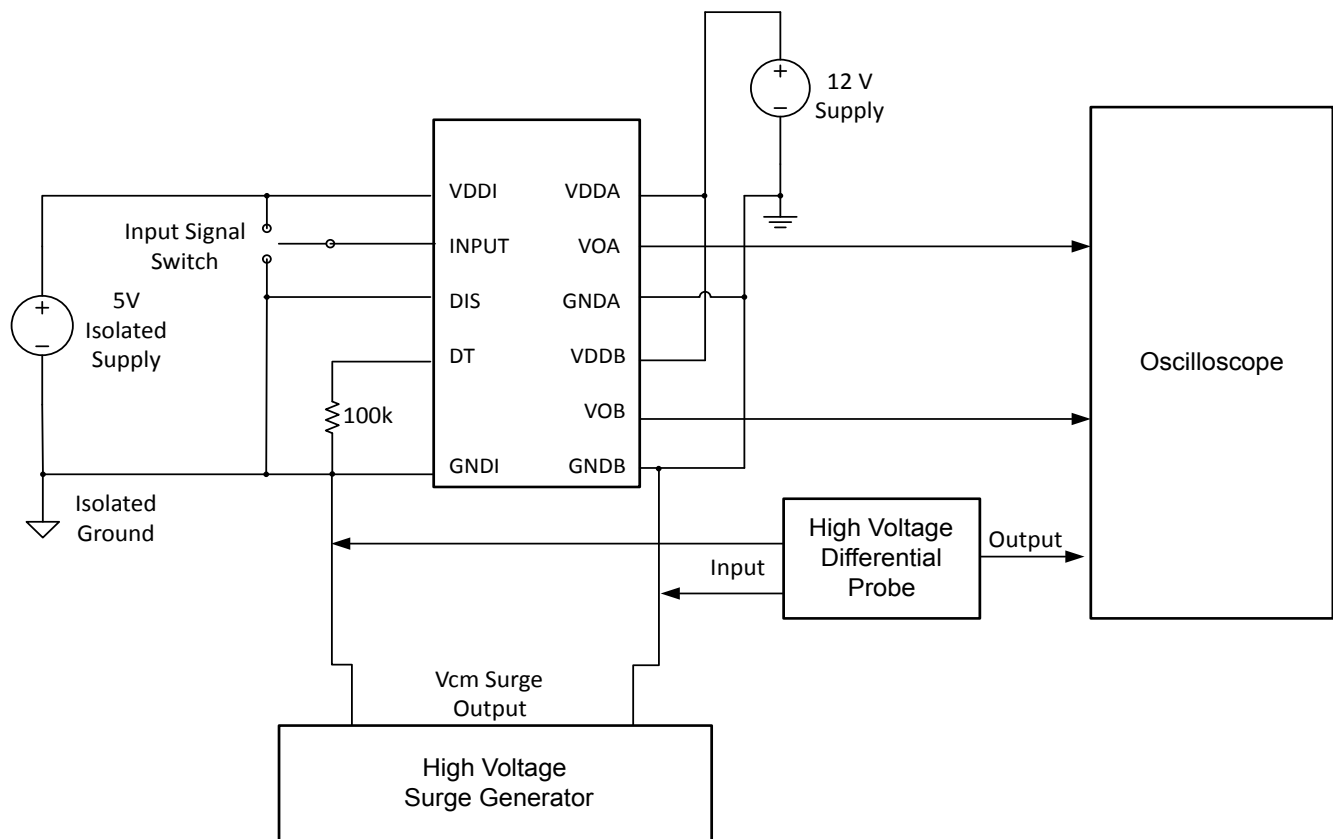 12 V
Supply
VDDI
VDDA
Input Signal
Switch
INPUT
VOA
5V
Isolated
Supply
DIS
GNDA
DT
VDDB
Oscilloscope
100k
VOB
GNDI
GNDB
Isolated
Ground
High Voltage
Differential
Probe
Output
Input
Vcm Surge
Output
High Voltage
Surge Generator